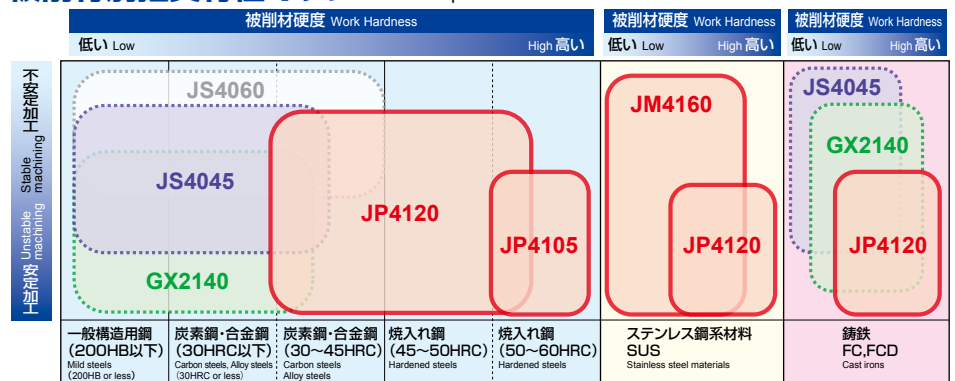 被削材硬度 Work Hardness
低い Low
High 高い
被削材硬度 Work Hardness
低い Low
High 高い
被削材硬度 Work Hardness
低い Low
High 高い
不安定加工
Stable machining
Unstable machining
安定加工
JS4060
JS4045
GX2140
JP4120
JP4105
JM4160
JP4120
JS4045
GX2140
JP4120
一般構造用鋼
(200HB以下)
Mild steels
(200HB or less)
炭素鋼・合金鋼
(30HRC以下)
Carbon steels, Alloy steels
(30HRC or less)
炭素鋼・合金鋼
(30～45HRC)
Carbon steels
Alloy steels
焼入れ鋼
(45～50HRC)
Hardened steels
焼入れ鋼
(50～60HRC)
Hardened steels
ステンレス鋼系材料
SUS
Stainless steel materials
鋳鉄
FC,FCD
Cast irons